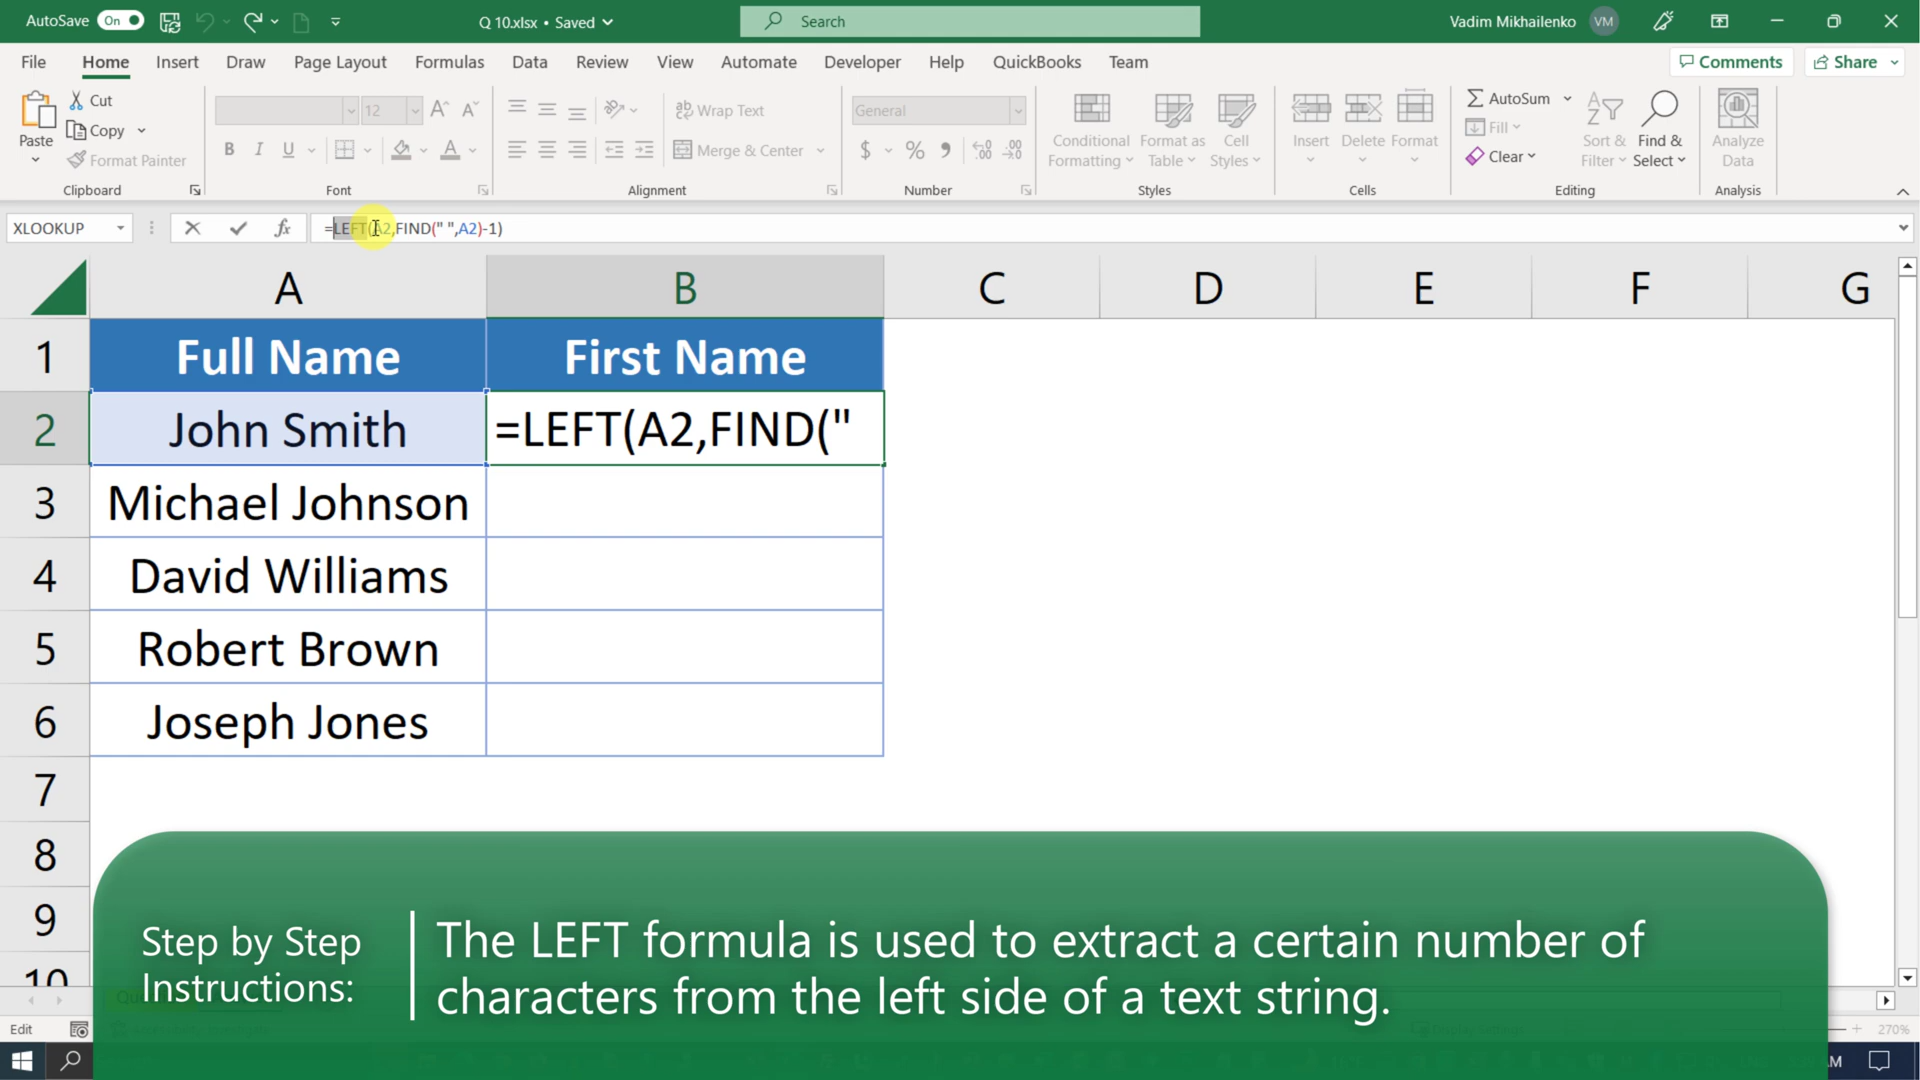 AutoSave On
Q 10.xlsx • Saved
Search
Vadim Mikhailenko VM
File Home Insert Draw Page Layout Formulas Data Review View Automate Developer Help QuickBooks Team
Comments Share
Paste
Cut
Copy
Format Painter
Clipboard
12
B I U
Font
Wrap Text
Merge & Center
Alignment
General
$ % 9
Number
Conditional Formatting
Format as Table
Cell Styles
Styles
Insert Delete Format
Cells
AutoSum
Fill
Clear
Sort & Filter
Find & Select
Editing
Analyze Data
Analysis
XLOOKUP
fx
=LEFT(A2,FIND(" ",A2)-1)
A B C D E F G
1 Full Name First Name
2 John Smith =LEFT(A2,FIND("
3 Michael Johnson
4 David Williams
5 Robert Brown
6 Joseph Jones
7
8
9
10
Step by Step
Instructions:
The LEFT formula is used to extract a certain number of
characters from the left side of a text string.
Edit
270%